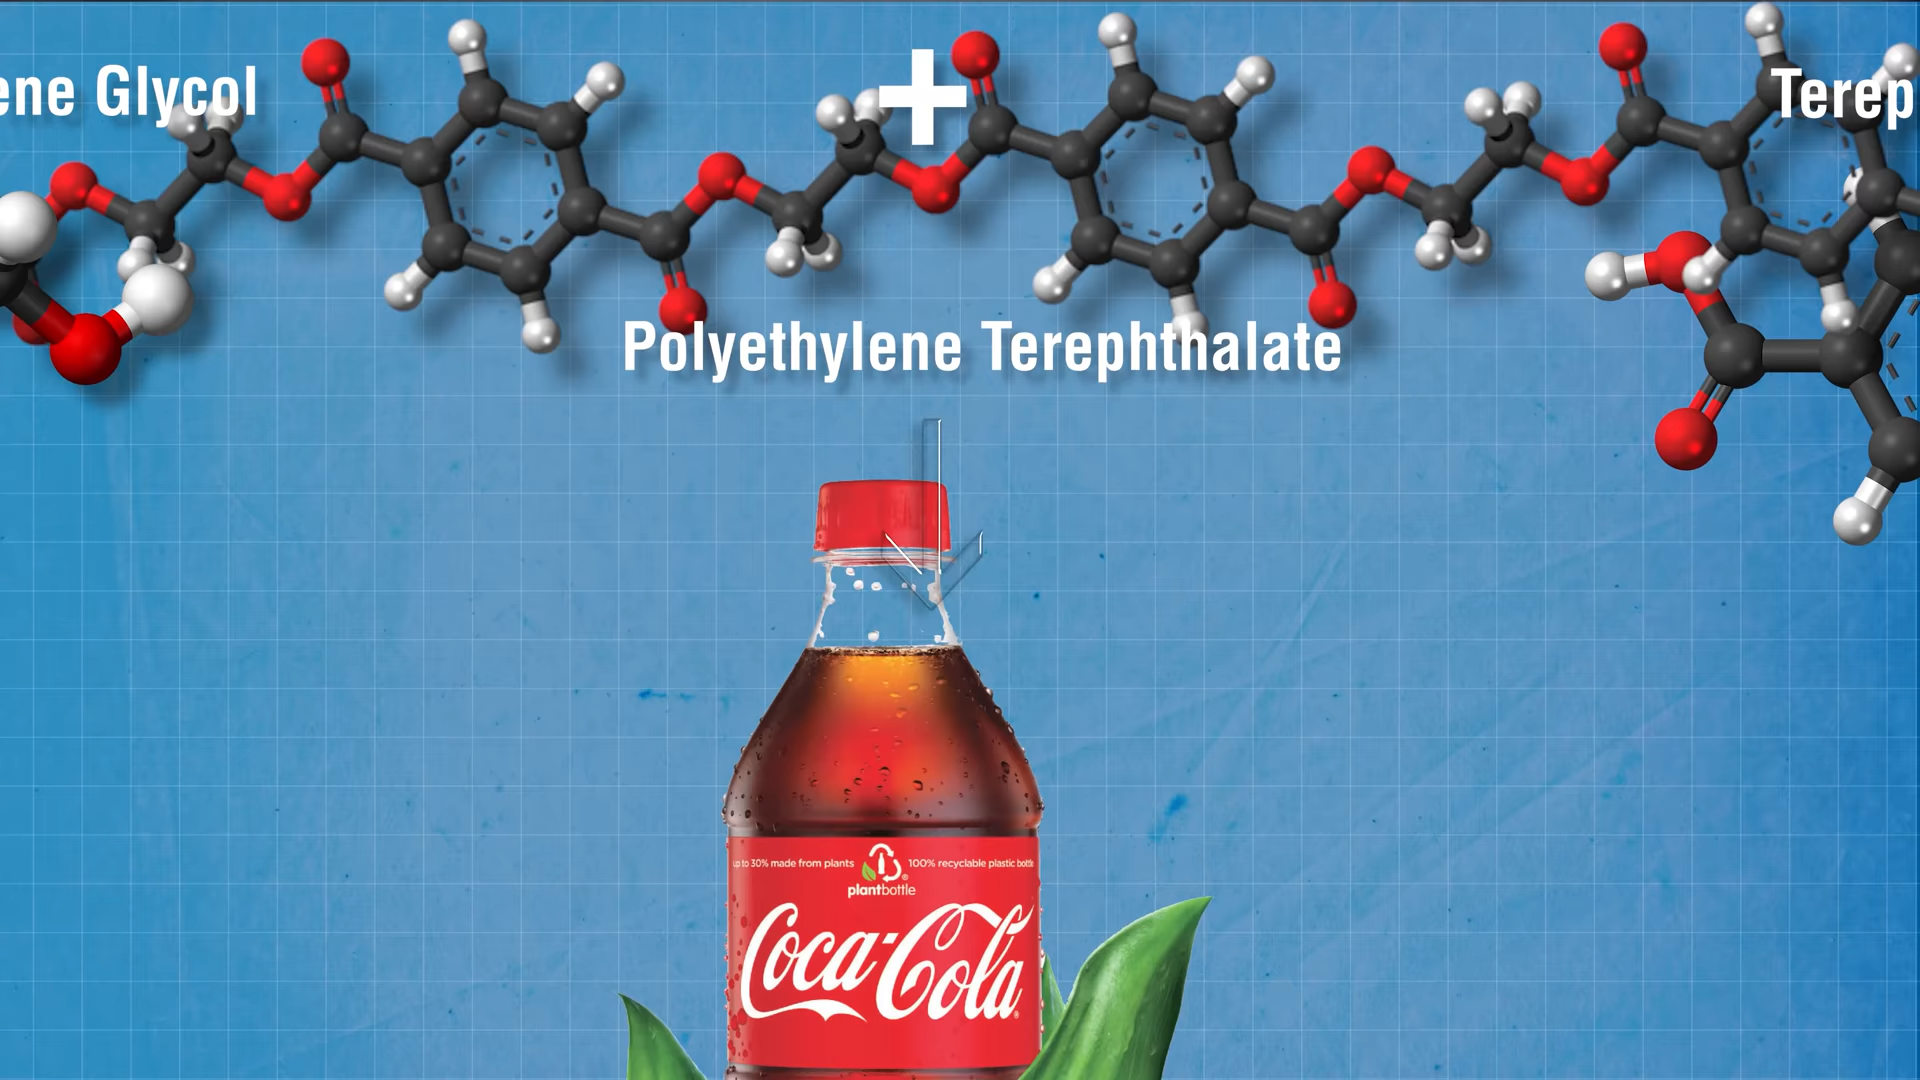 ene Glycol
+
Terep
Polyethylene Terephthalate
up to 30% made from plants
100% recyclable plastic bottle
plantbottle
Coca-Cola